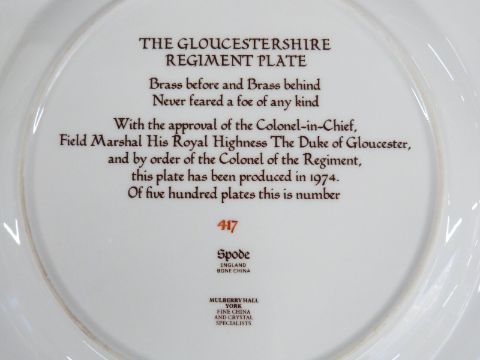 THE GLOUCESTERSHIRE
REGIMENT PLATE
Brass before and Brass behind
Never feared a foe of any kind
With the approval of the Colonel-in-Chief,
Field Marshal His Royal Highness The Duke of Gloucester,
and by order of the Colonel of the Regiment,
this plate has been produced in 1974.
Of five hundred plates this is number
417
Spode
ENGLAND
BONE CHINA
MULBERRY HALL
YORK
FINE CHINA
AND CRYSTAL
SPECIALISTS